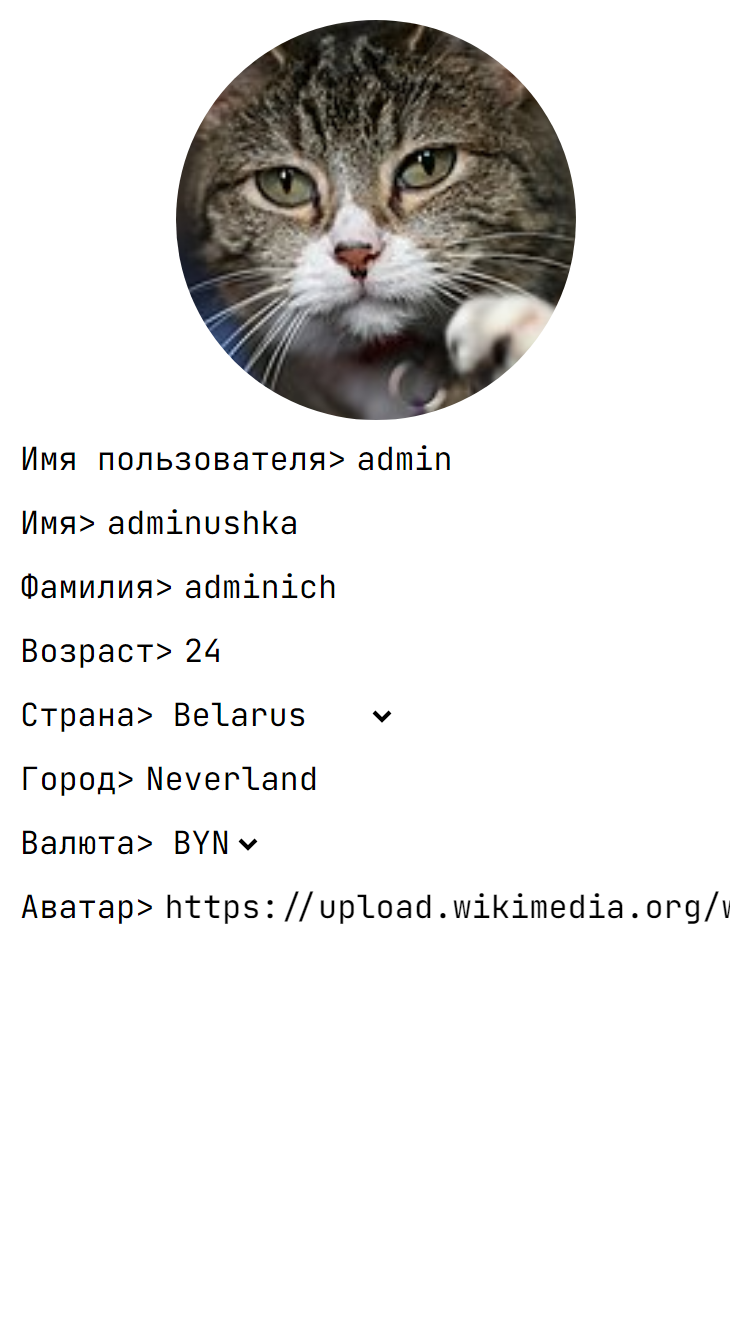 Имя пользователя> admin
Имя> adminushka
Фамилия> adminich
Возраст> 24
Страна> Belarus
Город> Neverland
Валюта> BYN
Аватар> https://upload.wikimedia.org/